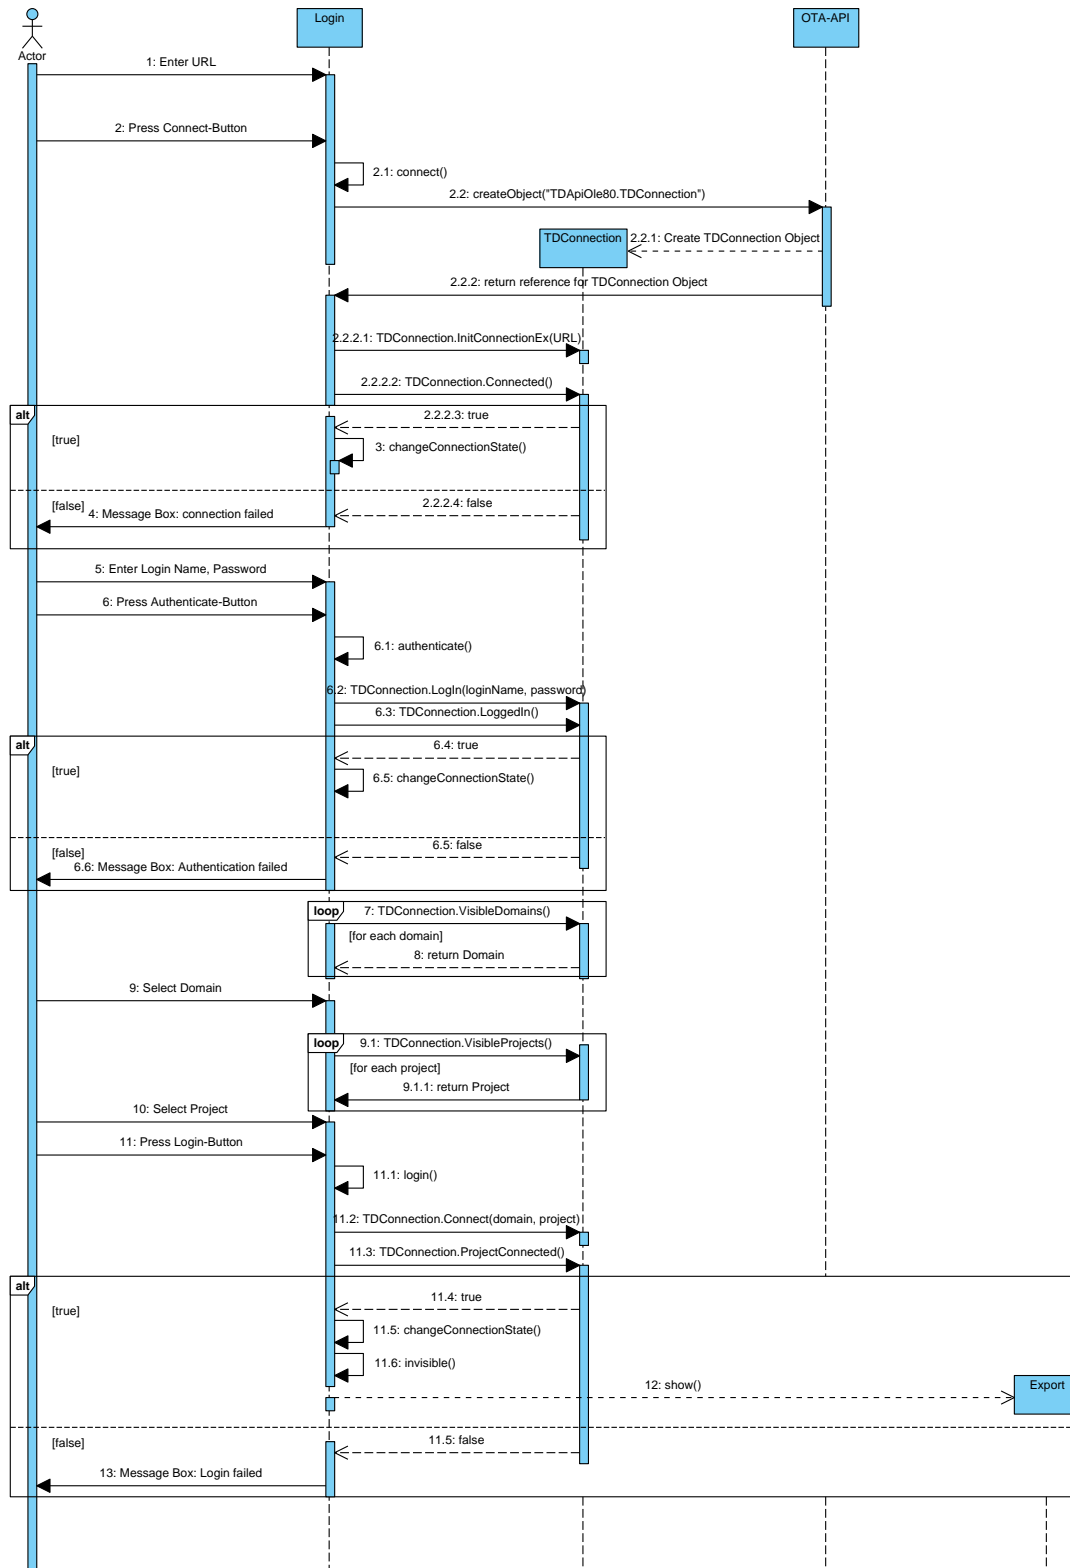 Login
OTA-API
Actor
1: Enter URL
2: Press Connect-Button
2.1: connect()
2.2: createObject("TDApiOle80.TDConnection")
TDConnection
2.2.1: Create TDConnection Object
2.2.2: return reference for TDConnection Object
2.2.2.1: TDConnection.InitConnectionEx(URL)
2.2.2.2: TDConnection.Connected()
alt
2.2.2.3: true
[true]
3: changeConnectionState()
[false]
2.2.2.4: false
4: Message Box: connection failed
5: Enter Login Name, Password
6: Press Authenticate-Button
6.1: authenticate()
6.2: TDConnection.LogIn(loginName, password)
6.3: TDConnection.LoggedIn()
alt
6.4: true
[true]
6.5: changeConnectionState()
[false]
6.5: false
6.6: Message Box: Authentication failed
loop
7: TDConnection.VisibleDomains()
[for each domain]
8: return Domain
9: Select Domain
loop
9.1: TDConnection.VisibleProjects()
[for each project]
9.1.1: return Project
10: Select Project
11: Press Login-Button
11.1: login()
11.2: TDConnection.Connect(domain, project)
11.3: TDConnection.ProjectConnected()
alt
11.4: true
[true]
11.5: changeConnectionState()
11.6: invisible()
12: show()
Export
[false]
11.5: false
13: Message Box: Login failed